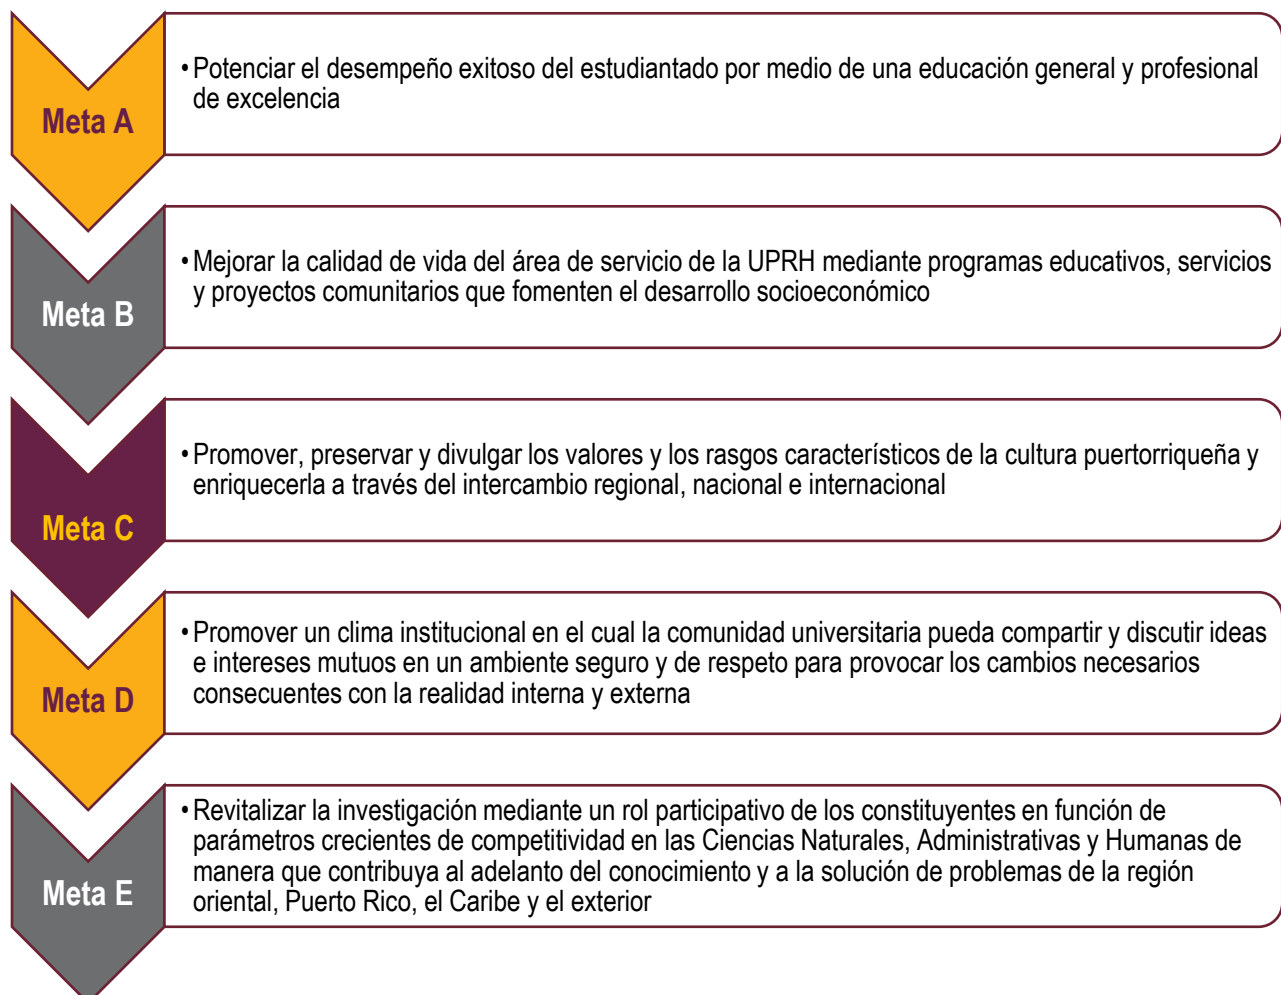 Meta A
• Potenciar el desempeño exitoso del estudiantado por medio de una educación general y profesional
de excelencia
Meta B
• Mejorar la calidad de vida del área de servicio de la UPRH mediante programas educativos, servicios
y proyectos comunitarios que fomenten el desarrollo socioeconómico
Meta C
• Promover, preservar y divulgar los valores y los rasgos característicos de la cultura puertorriqueña y
enriquecerla a través del intercambio regional, nacional e internacional
Meta D
• Promover un clima institucional en el cual la comunidad universitaria pueda compartir y discutir ideas
e intereses mutuos en un ambiente seguro y de respeto para provocar los cambios necesarios
consecuentes con la realidad interna y externa
Meta E
• Revitalizar la investigación mediante un rol participativo de los constituyentes en función de
parámetros crecientes de competitividad en las Ciencias Naturales, Administrativas y Humanas de
manera que contribuya al adelanto del conocimiento y a la solución de problemas de la región
oriental, Puerto Rico, el Caribe y el exterior